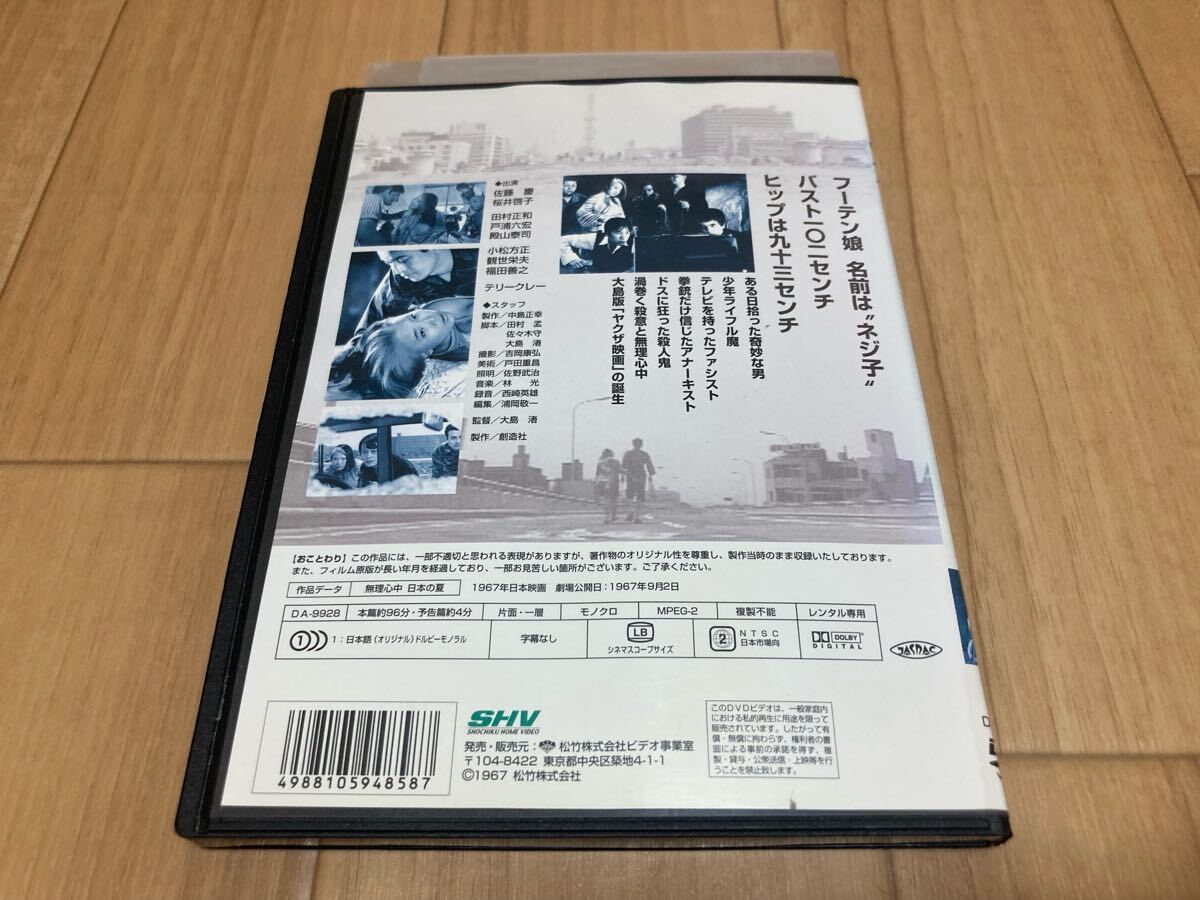 フーテン娘 名前は"ネジ子"
バスト一〇二センチ
ヒップは九十三センチ
ある日拾った奇妙な男
少年ライフル魔
テレビを持ったファシスト
拳銃だけ信じたアナーキスト
ドスに狂った殺人鬼
渦巻く殺意と無理心中
大島版「ヤクザ映画」の誕生
◆出演
佐藤 慶
桜井啓子
田村正和
戸浦六宏
殿山泰司
小松方正
観世栄夫
福田善之
テリークレー
◆スタッフ
製作/中島正幸
脚本/田村 孟
佐々木守
大島 渚
撮影/吉岡康弘
美術/戸田重昌
照明/佐野武治
音楽/林 光
録音/西崎英雄
編集/浦岡敬一
監督/大島 渚
製作/創造社
【おことわり】この作品には、一部不適切と思われる表現がありますが、著作物のオリジナル性を尊重し、製作当時のまま収録いたしております。
また、フィルム原版が長い年月を経過しており、一部お見苦しい箇所がございます。ご了承ください。
作品データ 無理心中 日本の夏 1967年日本映画 劇場公開日:1967年9月2日
DA-9928 本篇約96分・予告篇約4分 片面・一層 モノクロ MPEG-2 複製不能 レンタル専用
1 1:日本語(オリジナル)ドルビーモノラル 字幕なし LB シネマスコープサイズ 2 NTSC 日本市場向 DOLBY DIGITAL
JASRAC
4988105948587
SHV
SHOCHIKU HOME VIDEO
発売・販売元: 松竹株式会社ビデオ事業室
〒104-8422 東京都中央区築地4-1-1
©1967 松竹株式会社
このDVDビデオは、一般家庭内
における私的再生に用途を限って
販売されています。したがって有
償・無償に拘わらず、権利者の書
面による事前の承諾を得ず、複
製・貸与・公衆送信・上映等を行
うことを禁止致します。